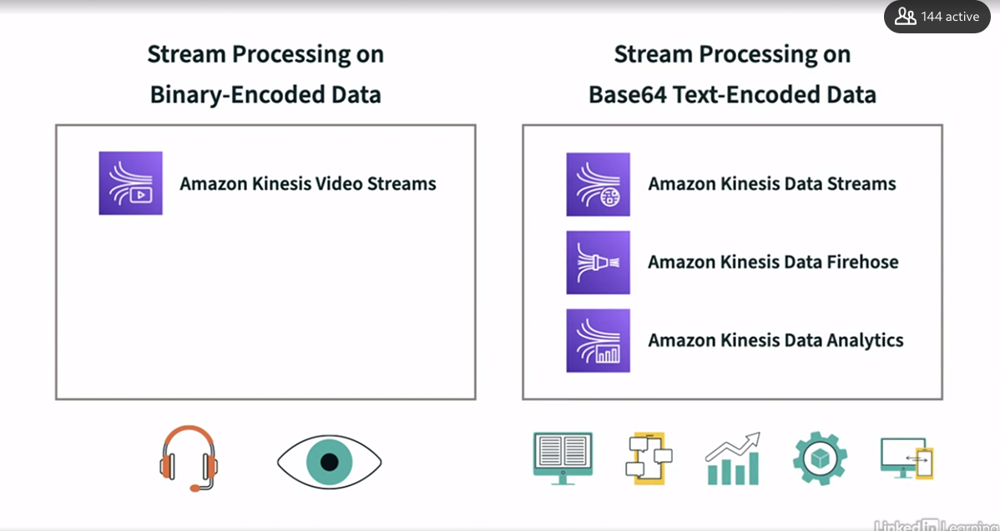 144 active
Stream Processing on
Binary-Encoded Data
Amazon Kinesis Video Streams
Stream Processing on
Base64 Text-Encoded Data
Amazon Kinesis Data Streams
Amazon Kinesis Data Firehose
Amazon Kinesis Data Analytics
LinkedIn Learning